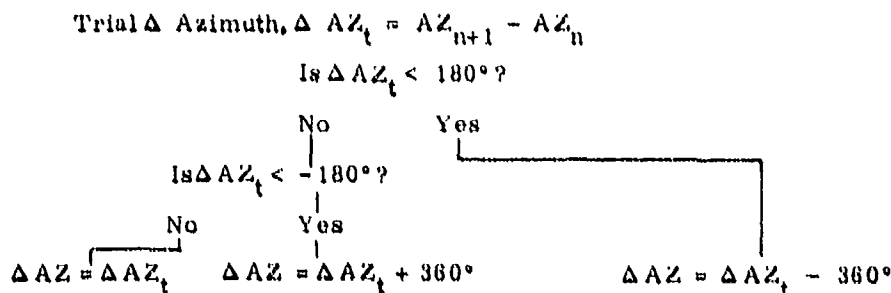 Trial Δ Azimuth, Δ AZt = AZn+1 − AZn
Is Δ AZt < 180°?
No Yes
Is Δ AZt < -180°?
No Yes
Δ AZ = Δ AZt Δ AZ = Δ AZt + 360° Δ AZ = Δ AZt − 360°